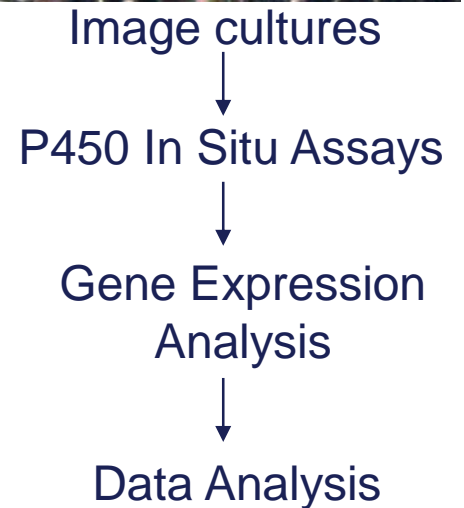 Image cultures
P450 In Situ Assays
Gene Expression
Analysis
Data Analysis